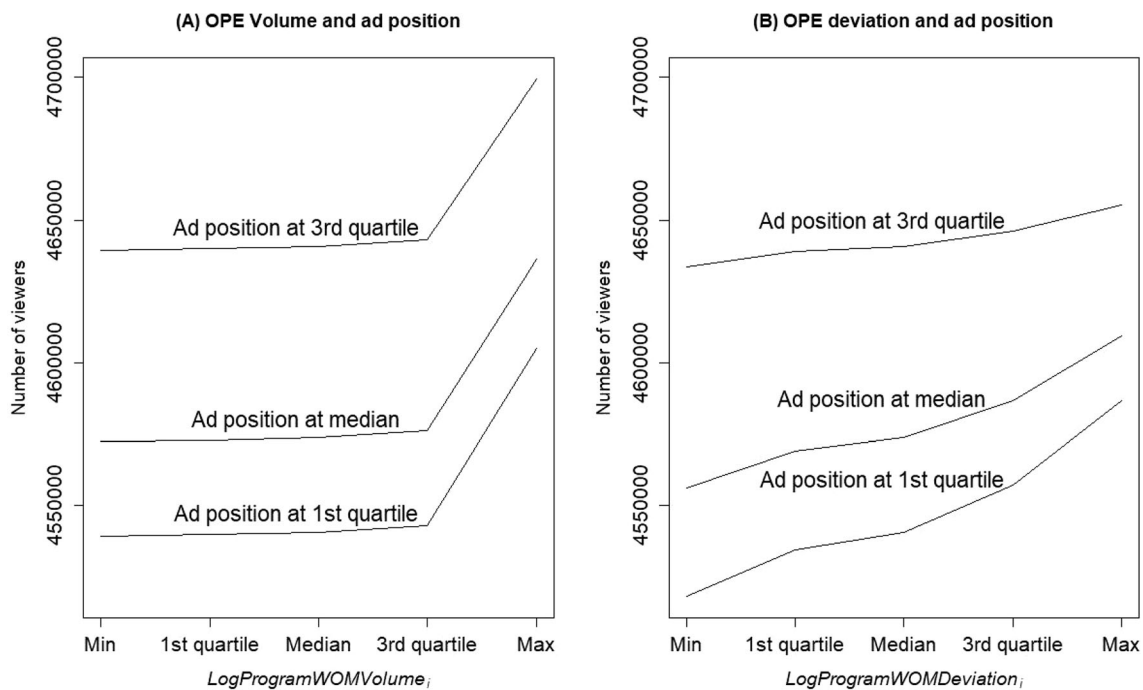 (A) OPE Volume and ad position
Number of viewers
4700000
4650000
4600000
4550000
Ad position at 3rd quartile
Ad position at median
Ad position at 1st quartile
Min 1st quartile Median 3rd quartile Max
LogProgramWOMVolume i
(B) OPE deviation and ad position
Number of viewers
4700000
4650000
4600000
4550000
Ad position at 3rd quartile
Ad position at median
Ad position at 1st quartile
Min 1st quartile Median 3rd quartile Max
LogProgramWOMDeviation i